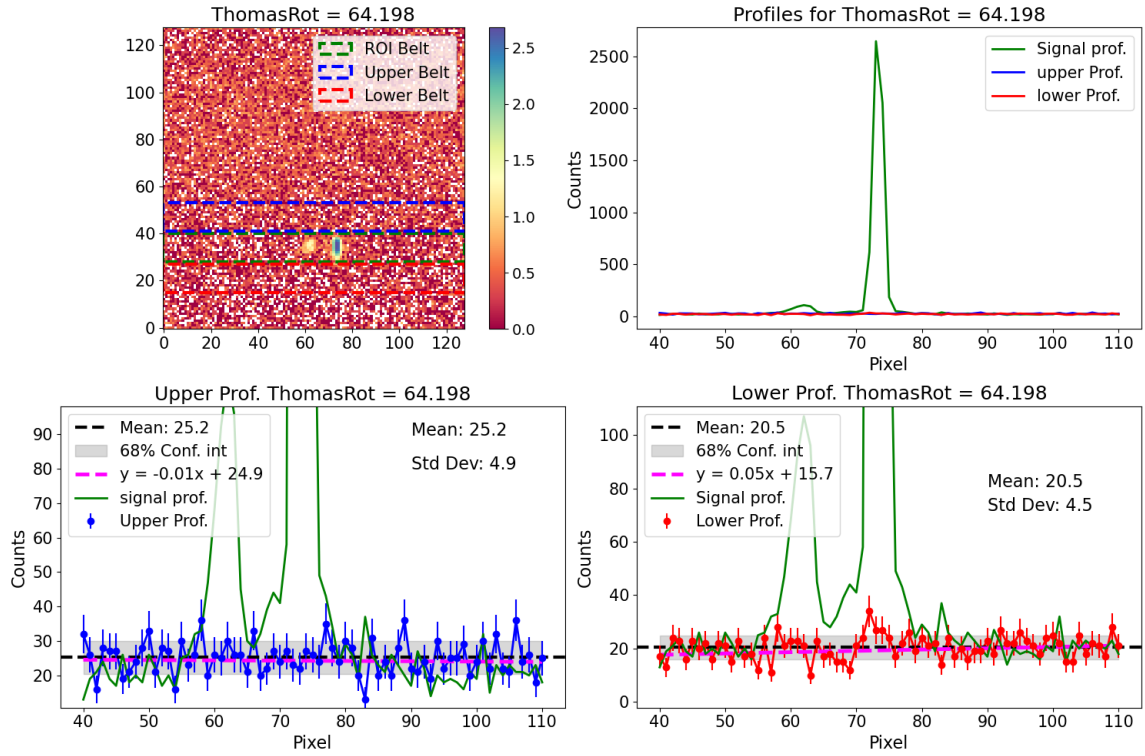 ThomasRot = 64.198
ROI Belt
Upper Belt
Lower Belt
0
20
40
60
80
100
120
0 20 40 60 80 100 120
0.0
0.5
1.0
1.5
2.0
2.5
Profiles for ThomasRot = 64.198
Signal prof.
upper Prof.
lower Prof.
Counts
0
500
1000
1500
2000
2500
40 50 60 70 80 90 100 110
Pixel
Upper Prof. ThomasRot = 64.198
Mean: 25.2
68% Conf. int
y = -0.01x + 24.9
signal prof.
Upper Prof.
Mean: 25.2
Std Dev: 4.9
Counts
20
30
40
50
60
70
80
90
40 50 60 70 80 90 100 110
Pixel
Lower Prof. ThomasRot = 64.198
Mean: 20.5
68% Conf. int
y = 0.05x + 15.7
Signal prof.
Lower Prof.
Mean: 20.5
Std Dev: 4.5
Counts
0
20
40
60
80
100
40 50 60 70 80 90 100 110
Pixel